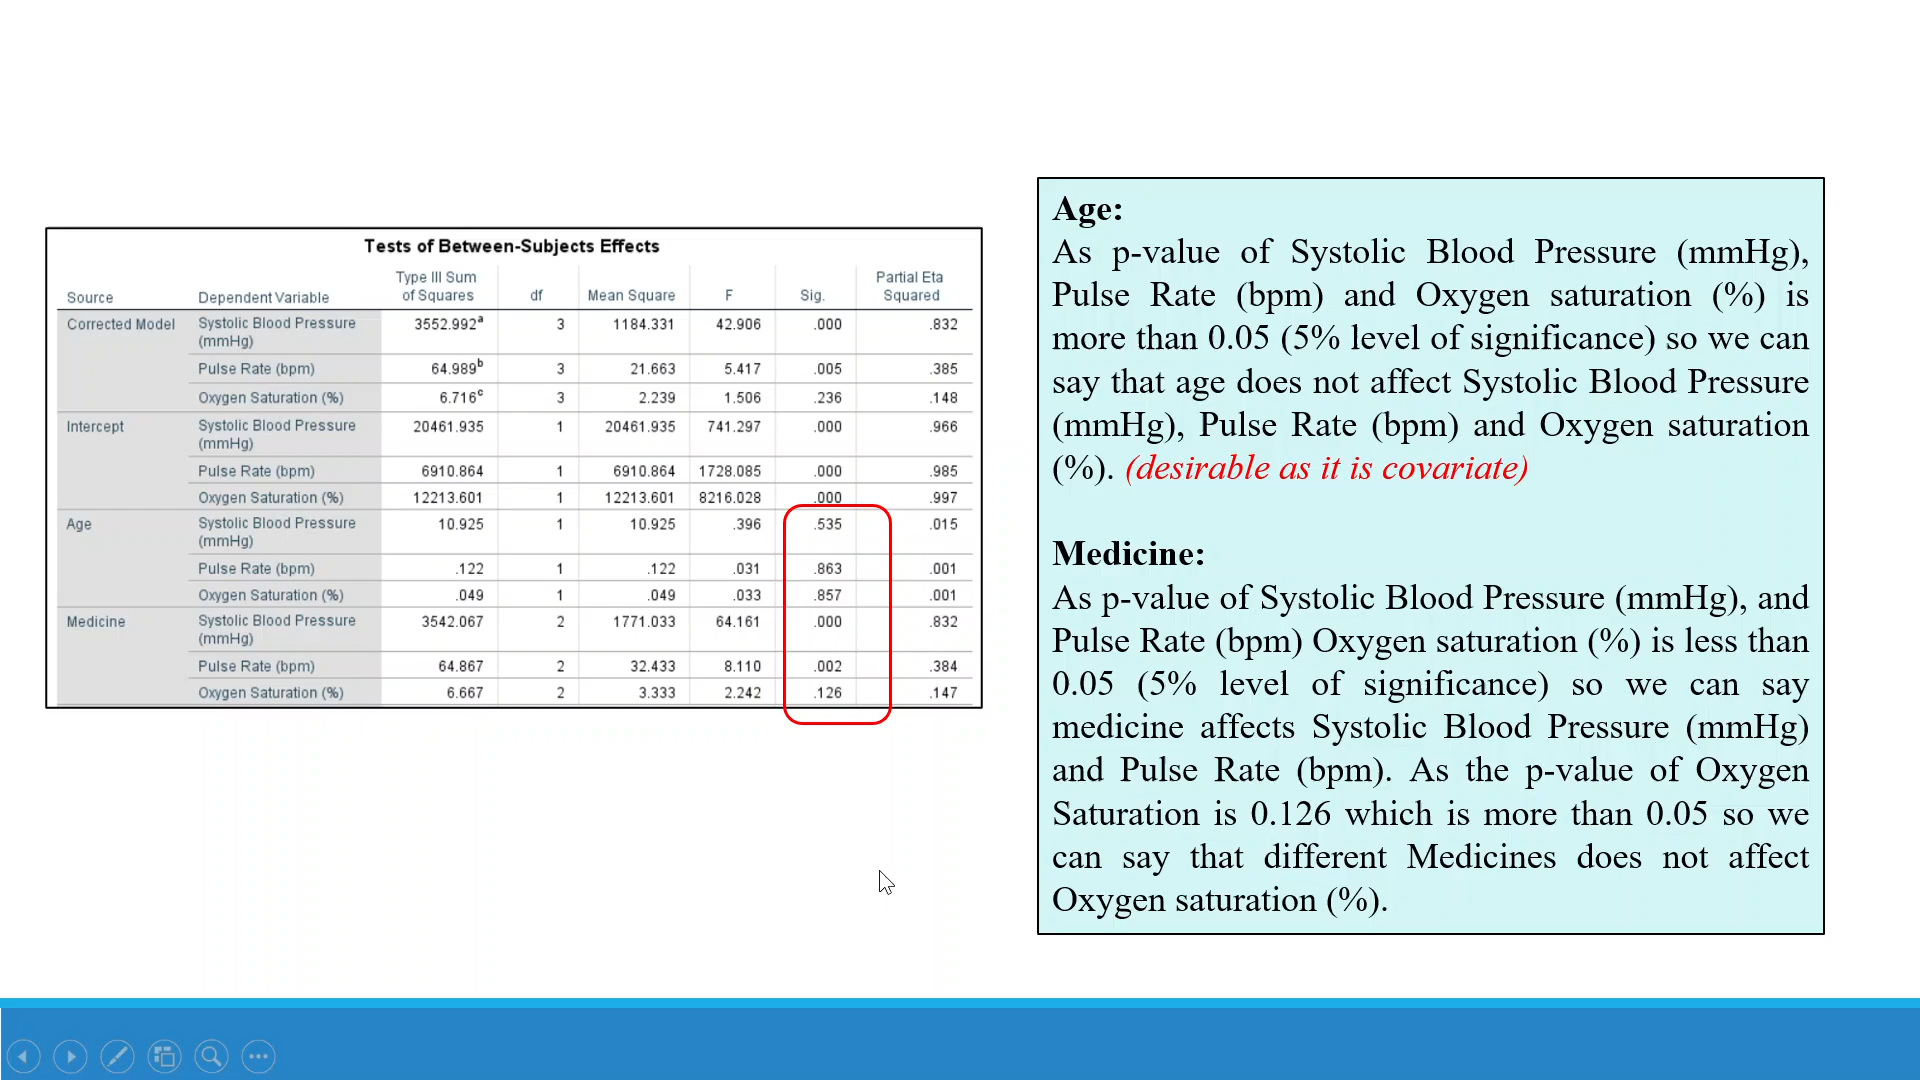 Tests of Between-Subjects Effects
Source Dependent Variable Type III Sum of Squares df Mean Square F Sig. Partial Eta Squared
Corrected Model Systolic Blood Pressure (mmHg) 3552.992a 3 1184.331 42.906 .000 .832
Pulse Rate (bpm) 64.989b 3 21.663 5.417 .005 .385
Oxygen Saturation (%) 6.716c 3 2.239 1.506 .236 .148
Intercept Systolic Blood Pressure (mmHg) 20461.935 1 20461.935 741.297 .000 .966
Pulse Rate (bpm) 6910.864 1 6910.864 1728.085 .000 .985
Oxygen Saturation (%) 12213.601 1 12213.601 8216.028 .000 .997
Age Systolic Blood Pressure (mmHg) 10.925 1 10.925 .396 .535 .015
Pulse Rate (bpm) .122 1 .122 .031 .863 .001
Oxygen Saturation (%) .049 1 .049 .033 .857 .001
Medicine Systolic Blood Pressure (mmHg) 3542.067 2 1771.033 64.161 .000 .832
Pulse Rate (bpm) 64.867 2 32.433 8.110 .002 .384
Oxygen Saturation (%) 6.667 2 3.333 2.242 .126 .147
Age:
As p-value of Systolic Blood Pressure (mmHg),
Pulse Rate (bpm) and Oxygen saturation (%) is
more than 0.05 (5% level of significance) so we can
say that age does not affect Systolic Blood Pressure
(mmHg), Pulse Rate (bpm) and Oxygen saturation
(%). (desirable as it is covariate)
Medicine:
As p-value of Systolic Blood Pressure (mmHg), and
Pulse Rate (bpm) Oxygen saturation (%) is less than
0.05 (5% level of significance) so we can say
medicine affects Systolic Blood Pressure (mmHg)
and Pulse Rate (bpm). As the p-value of Oxygen
Saturation is 0.126 which is more than 0.05 so we
can say that different Medicines does not affect
Oxygen saturation (%).